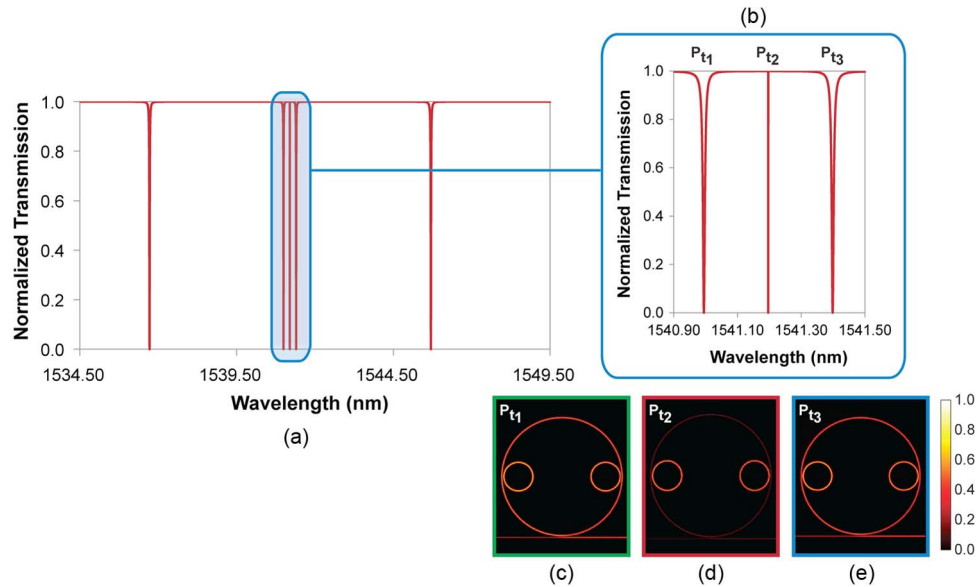 (b)
Pt1 Pt2 Pt3
1.0
0.8
0.6
0.4
0.2
0.0
Normalized Transmission
1534.50 1539.50 1544.50 1549.50
Wavelength (nm)
(a)
1.0
0.8
0.6
0.4
0.2
0.0
Normalized Transmission
1540.90 1541.10 1541.30 1541.50
Wavelength (nm)
Pt1 Pt2 Pt3
1.0
0.8
0.6
0.4
0.2
0.0
(c) (d) (e)